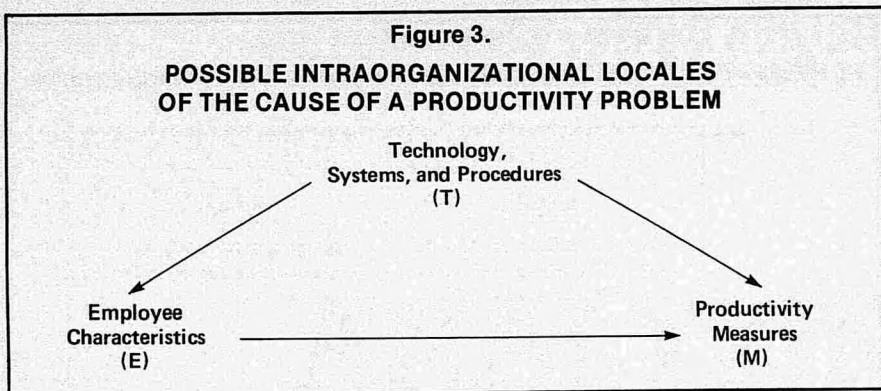 Figure 3.
POSSIBLE INTRAORGANIZATIONAL LOCALES
OF THE CAUSE OF A PRODUCTIVITY PROBLEM
Technology,
Systems, and Procedures
(T)
Employee
Characteristics
(E)
Productivity
Measures
(M)